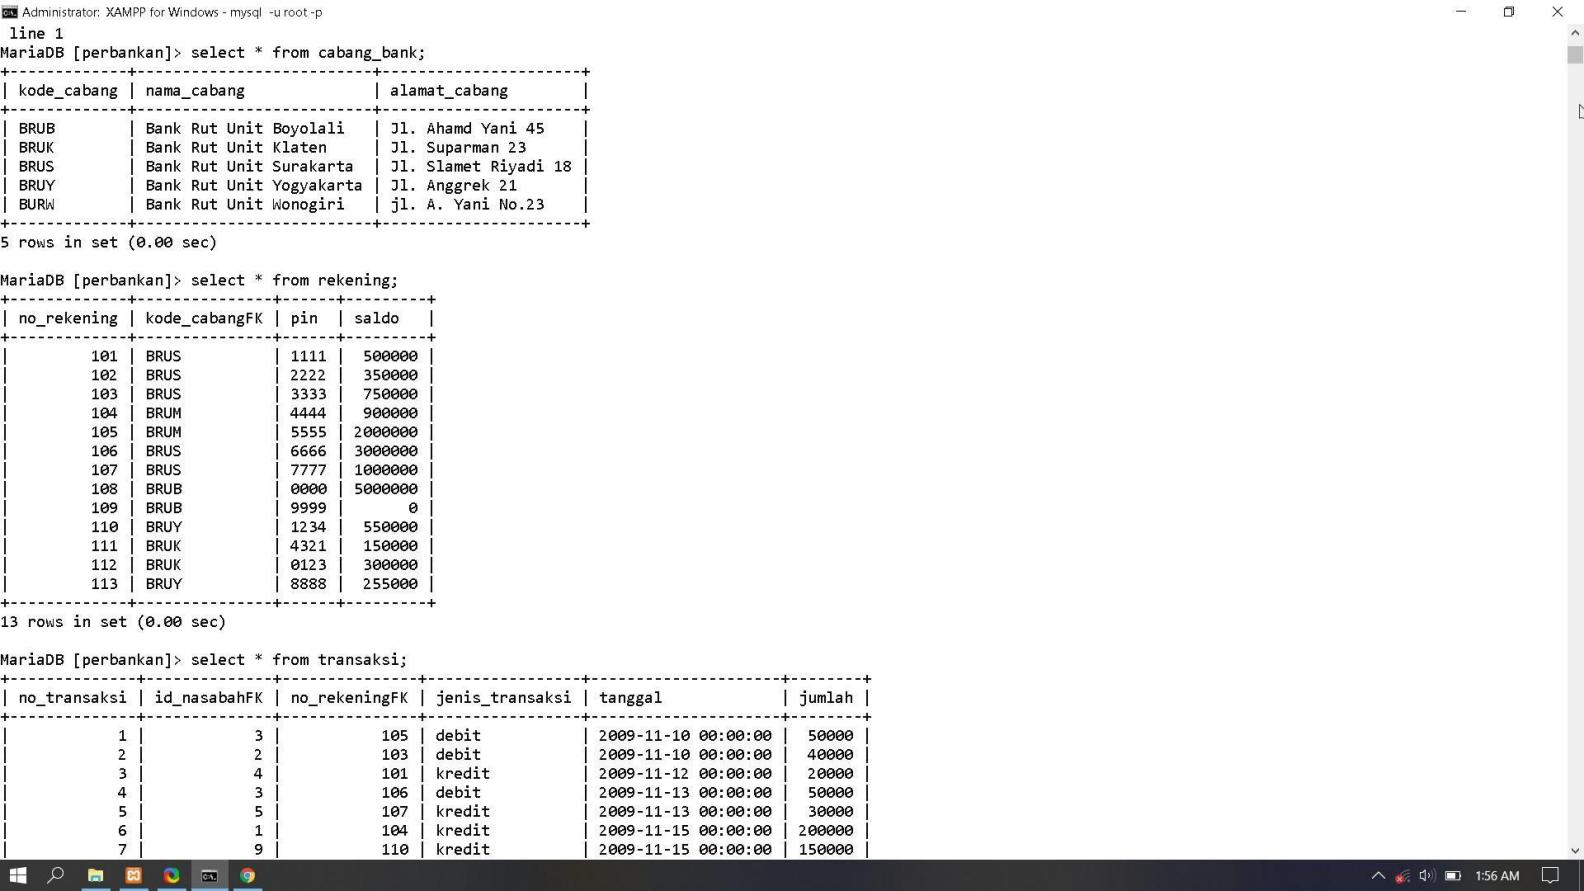 Administrator: XAMPP for Windows - mysql -u root -p
line 1
MariaDB [perbankan]> select * from cabang_bank;
+-------------+--------------------------+----------------------+
| kode_cabang | nama_cabang | alamat_cabang |
+-------------+--------------------------+----------------------+
| BRUB | Bank Rut Unit Boyolali | Jl. Ahamd Yani 45 |
| BRUK | Bank Rut Unit Klaten | Jl. Suparman 23 |
| BRUS | Bank Rut Unit Surakarta | Jl. Slamet Riyadi 18 |
| BRUY | Bank Rut Unit Yogyakarta | Jl. Anggrek 21 |
| BURW | Bank Rut Unit Wonogiri | jl. A. Yani No.23 |
+-------------+--------------------------+----------------------+
5 rows in set (0.00 sec)
MariaDB [perbankan]> select * from rekening;
+-------------+---------------+------+---------+
| no_rekening | kode_cabangFK | pin | saldo |
+-------------+---------------+------+---------+
| 101 | BRUS | 1111 | 500000 |
| 102 | BRUS | 2222 | 350000 |
| 103 | BRUS | 3333 | 750000 |
| 104 | BRUM | 4444 | 900000 |
| 105 | BRUM | 5555 | 2000000 |
| 106 | BRUS | 6666 | 3000000 |
| 107 | BRUS | 7777 | 1000000 |
| 108 | BRUB | 0000 | 5000000 |
| 109 | BRUB | 9999 | 0 |
| 110 | BRUY | 1234 | 550000 |
| 111 | BRUK | 4321 | 150000 |
| 112 | BRUK | 0123 | 300000 |
| 113 | BRUY | 8888 | 255000 |
+-------------+---------------+------+---------+
13 rows in set (0.00 sec)
MariaDB [perbankan]> select * from transaksi;
+--------------+--------------+---------------+-----------------+---------------------+--------+
| no_transaksi | id_nasabahFK | no_rekeningFK | jenis_transaksi | tanggal | jumlah |
+--------------+--------------+---------------+-----------------+---------------------+--------+
| 1 | 3 | 105 | debit | 2009-11-10 00:00:00 | 50000 |
| 2 | 2 | 103 | debit | 2009-11-10 00:00:00 | 40000 |
| 3 | 4 | 101 | kredit | 2009-11-12 00:00:00 | 20000 |
| 4 | 3 | 106 | debit | 2009-11-13 00:00:00 | 50000 |
| 5 | 5 | 107 | kredit | 2009-11-13 00:00:00 | 30000 |
| 6 | 1 | 104 | kredit | 2009-11-15 00:00:00 | 200000 |
| 7 | 9 | 110 | kredit | 2009-11-15 00:00:00 | 150000 |
1:56 AM